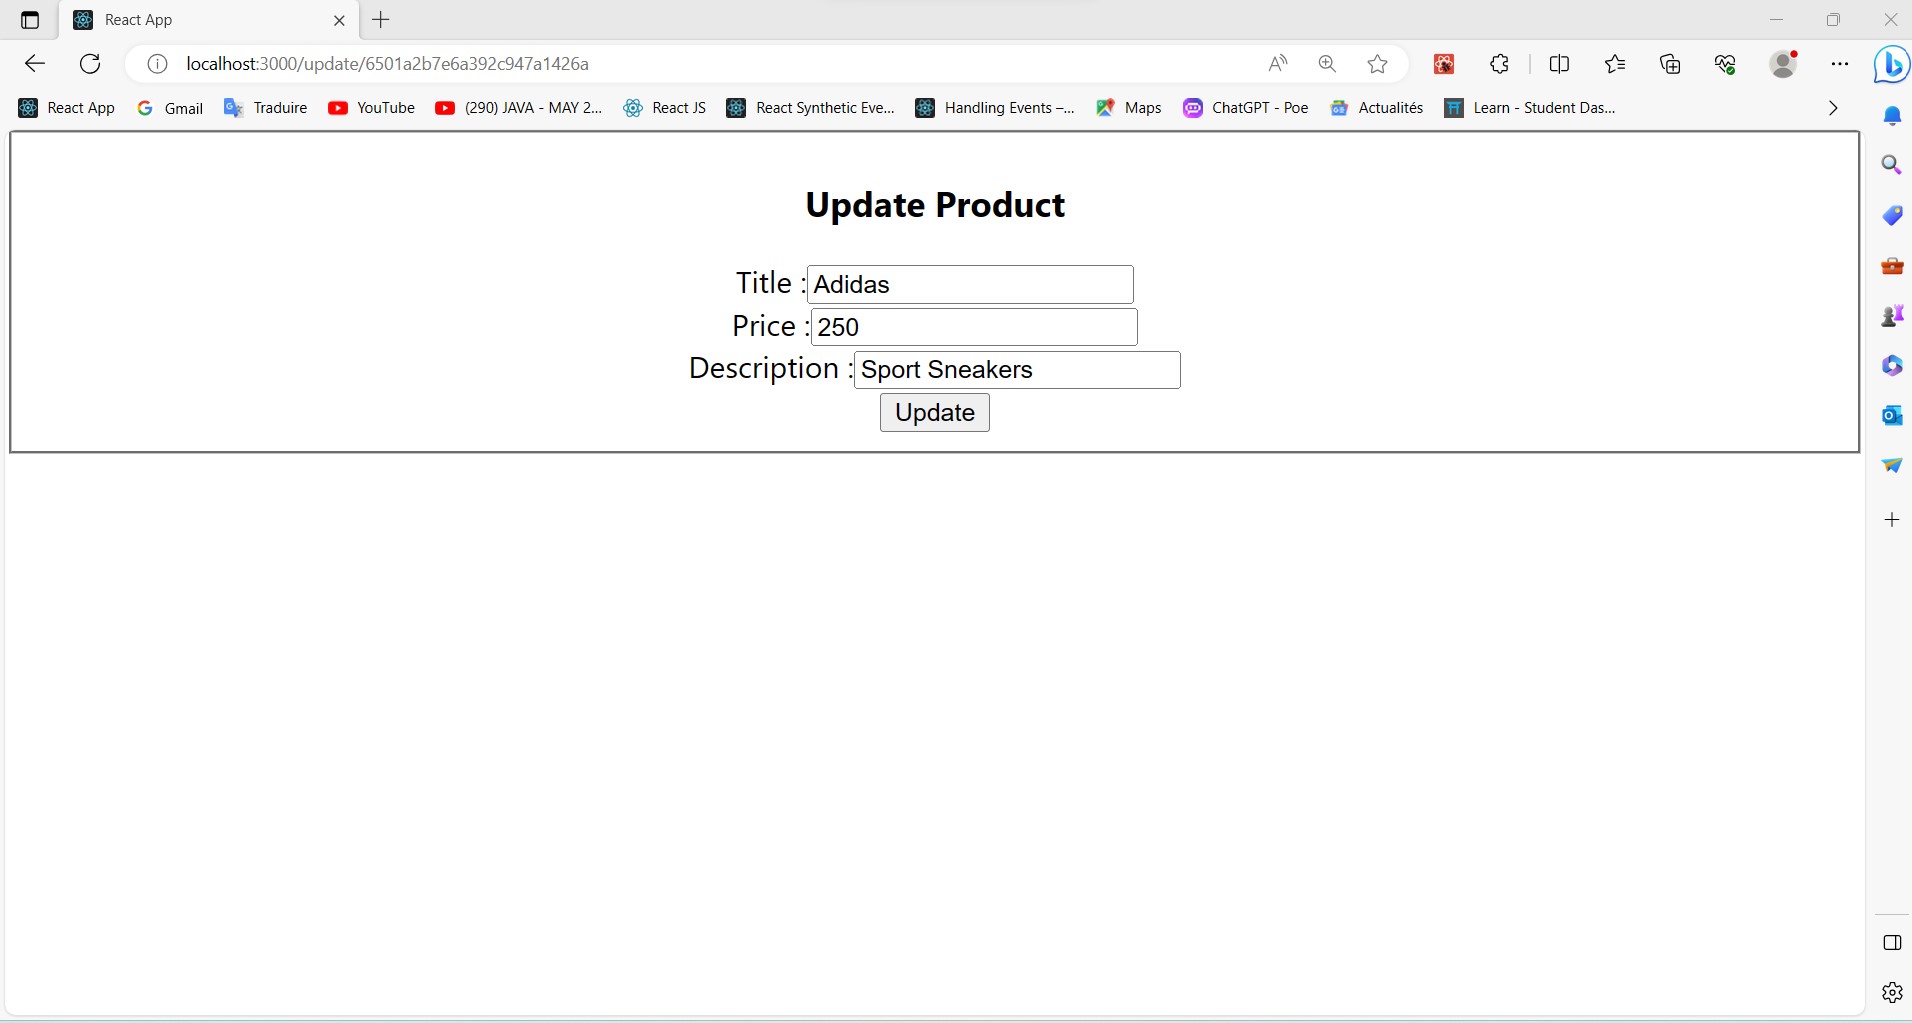 React App
localhost:3000/update/6501a2b7e6a392c947a1426a
React App Gmail Traduire YouTube (290) JAVA - MAY 2... React JS React Synthetic Eve... Handling Events –... Maps ChatGPT - Poe Actualités Learn - Student Das...
Update Product
Title : Adidas
Price : 250
Description : Sport Sneakers
Update